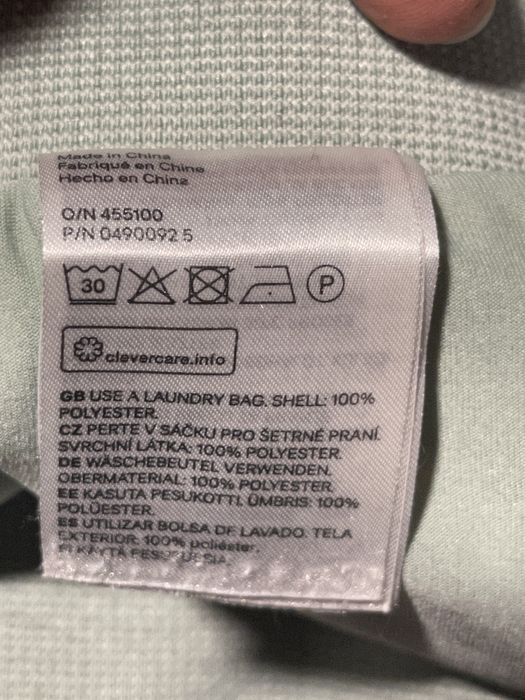 Made in China
Fabriqué en Chine
Hecho en China
O/N 455100
P/N 0490092 5
30 P
clevercare.info
GB USE A LAUNDRY BAG. SHELL: 100%
POLYESTER.
CZ PERTE V SÁČKU PRO ŠETRNÉ PRANÍ.
SVRCHNÍ LÁTKA: 100% POLYESTER.
DE WÄSCHEBEUTEL VERWENDEN.
OBERMATERIAL: 100% POLYESTER
EE KASUTA PESUKOTTI. ÜMBRIS: 100%
POLÜESTER.
ES UTILIZAR BOLSA DE LAVADO. TELA
EXTERIOR: 100% poliéster.
FI KÄYTÄ